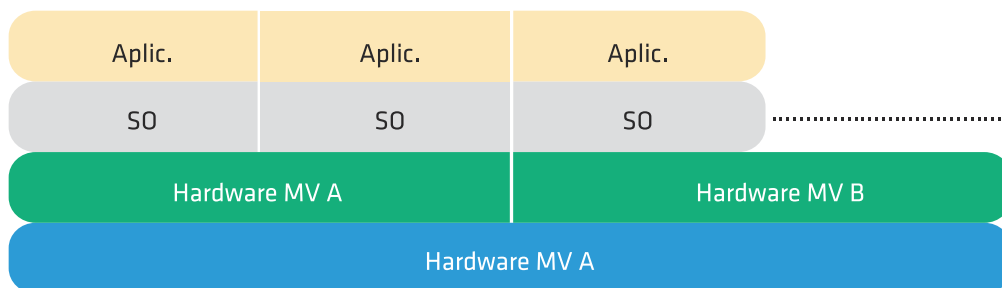 Aplic. Aplic. Aplic.
SO SO SO
Hardware MV A Hardware MV B
Hardware MV A